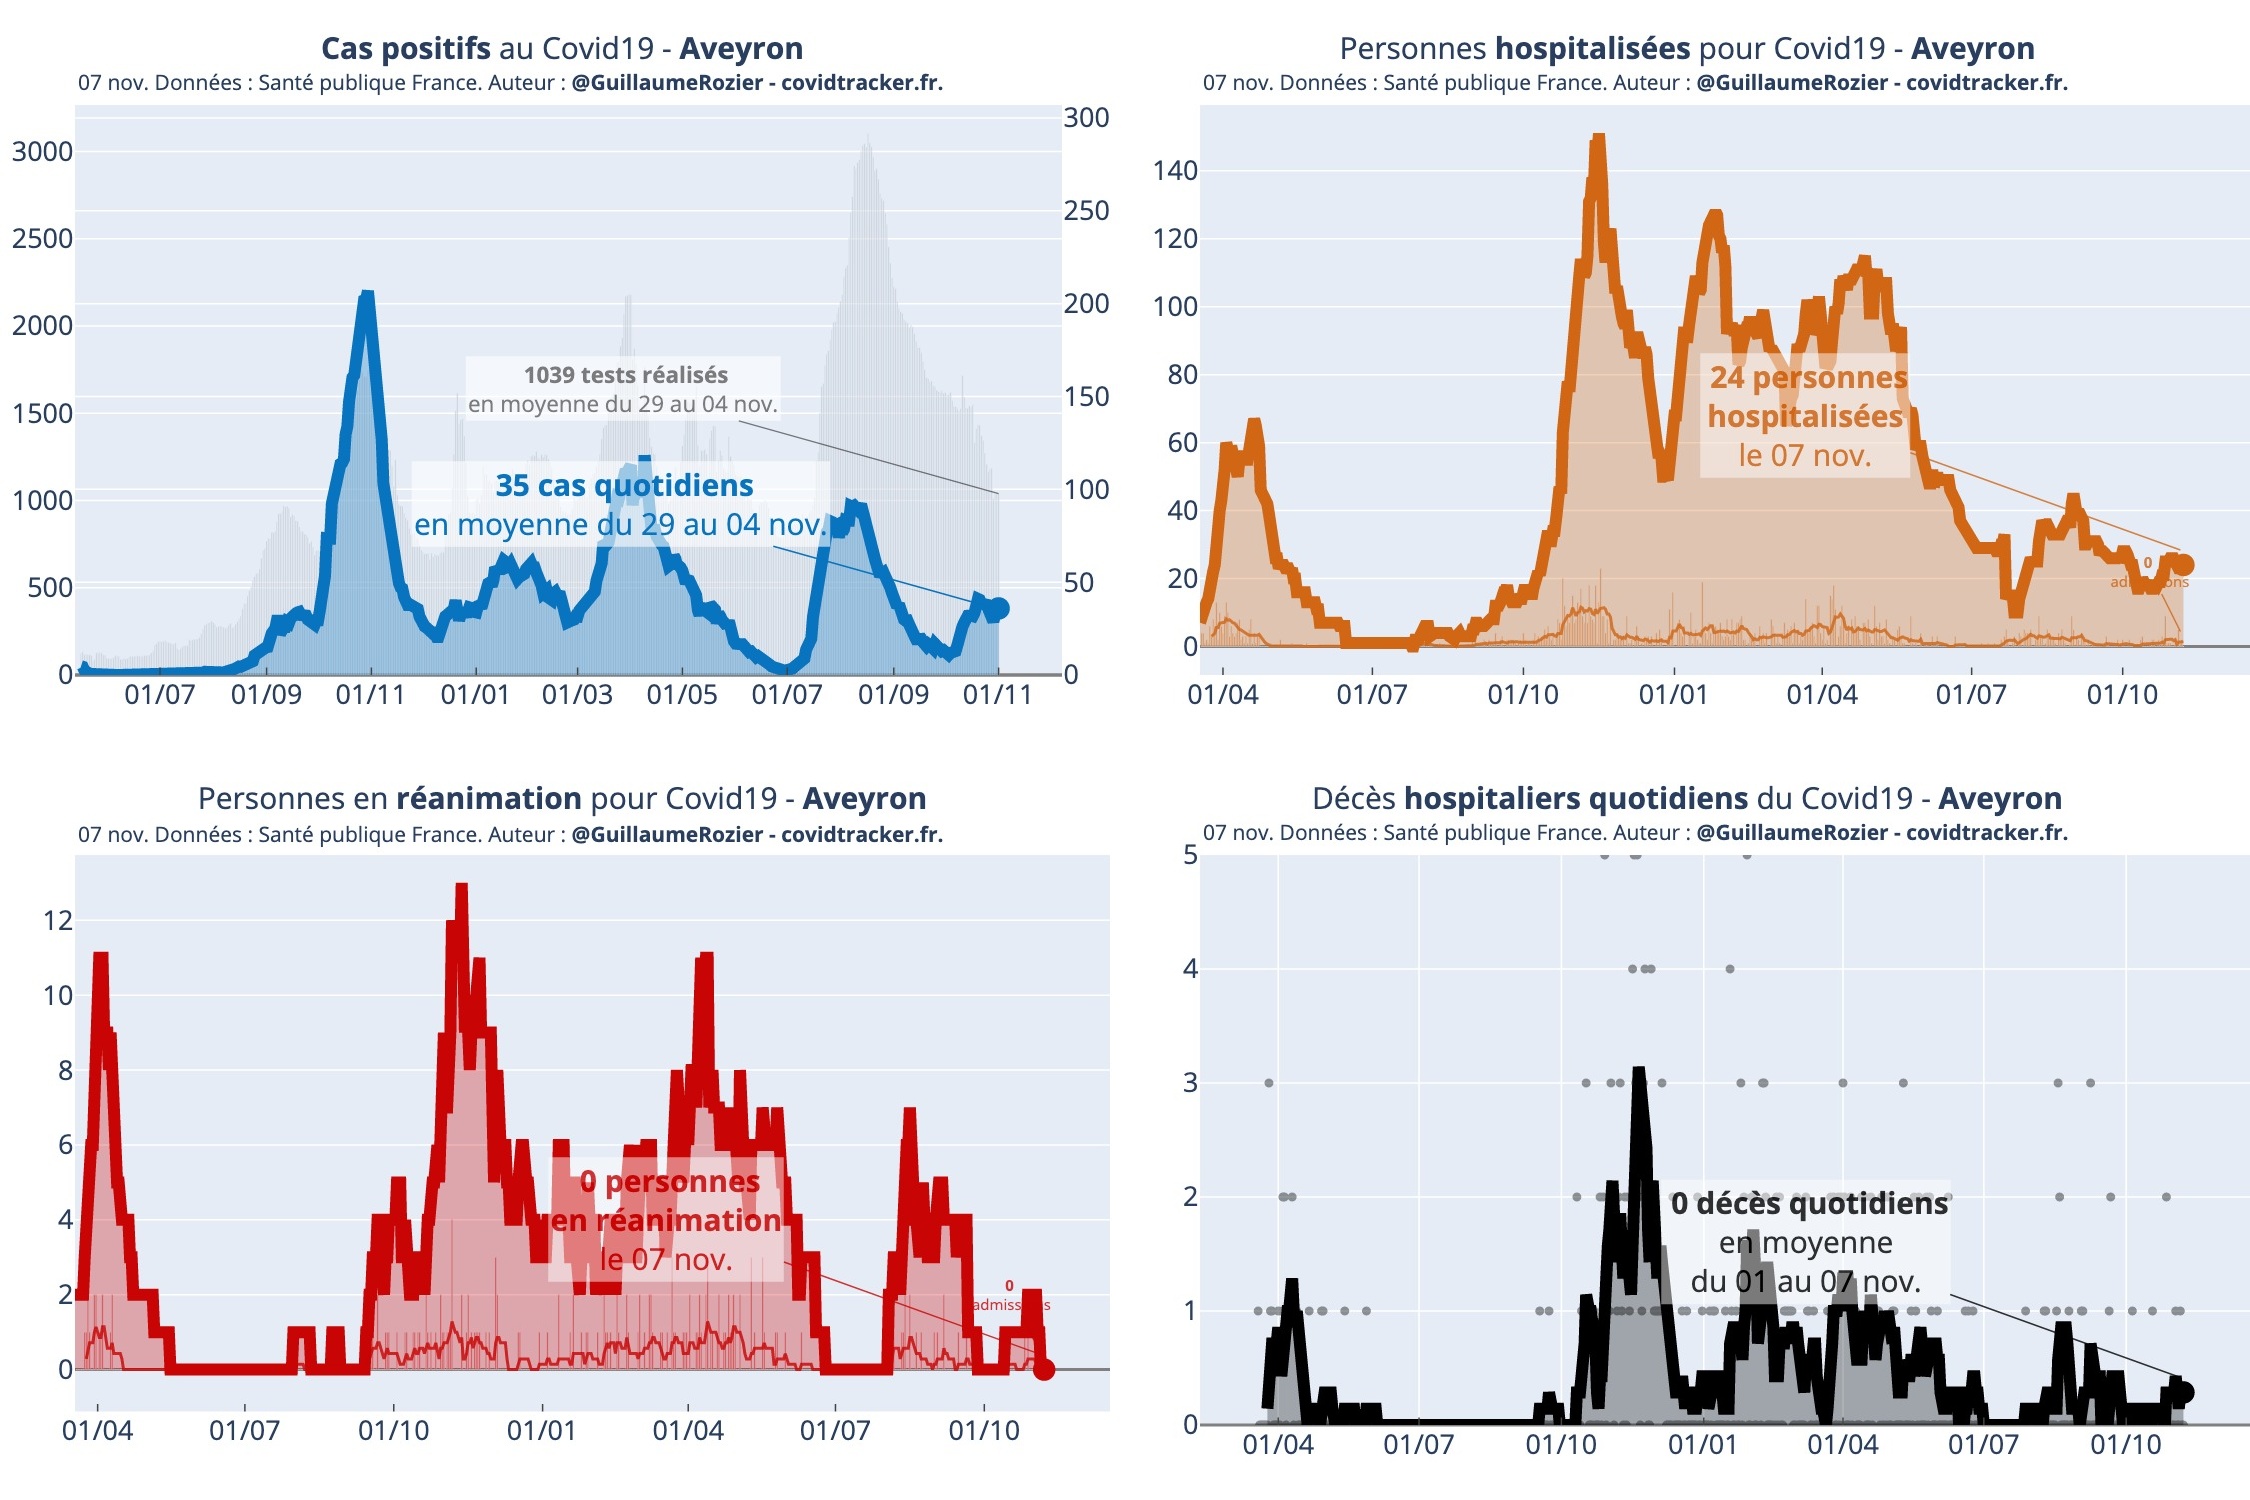 Cas positifs au Covid19 - Aveyron
07 nov. Données : Santé publique France. Auteur : @GuillaumeRozier - covidtracker.fr.
3000
2500
2000
1500
1000
500
0
300
250
200
150
100
50
0
1039 tests réalisés
en moyenne du 29 au 04 nov.
35 cas quotidiens
en moyenne du 29 au 04 nov.
01/07 01/09 01/11 01/01 01/03 01/05 01/07 01/09 01/11
Personnes hospitalisées pour Covid19 - Aveyron
07 nov. Données : Santé publique France. Auteur : @GuillaumeRozier - covidtracker.fr.
140
120
100
80
60
40
20
0
24 personnes
hospitalisées
le 07 nov.
0
admissions
01/04 01/07 01/10 01/01 01/04 01/07 01/10
Personnes en réanimation pour Covid19 - Aveyron
07 nov. Données : Santé publique France. Auteur : @GuillaumeRozier - covidtracker.fr.
12
10
8
6
4
2
0
0 personnes
en réanimation
le 07 nov.
0
admissions
01/04 01/07 01/10 01/01 01/04 01/07 01/10
Décès hospitaliers quotidiens du Covid19 - Aveyron
07 nov. Données : Santé publique France. Auteur : @GuillaumeRozier - covidtracker.fr.
5
4
3
2
1
0
0 décès quotidiens
en moyenne
du 01 au 07 nov.
01/04 01/07 01/10 01/01 01/04 01/07 01/10